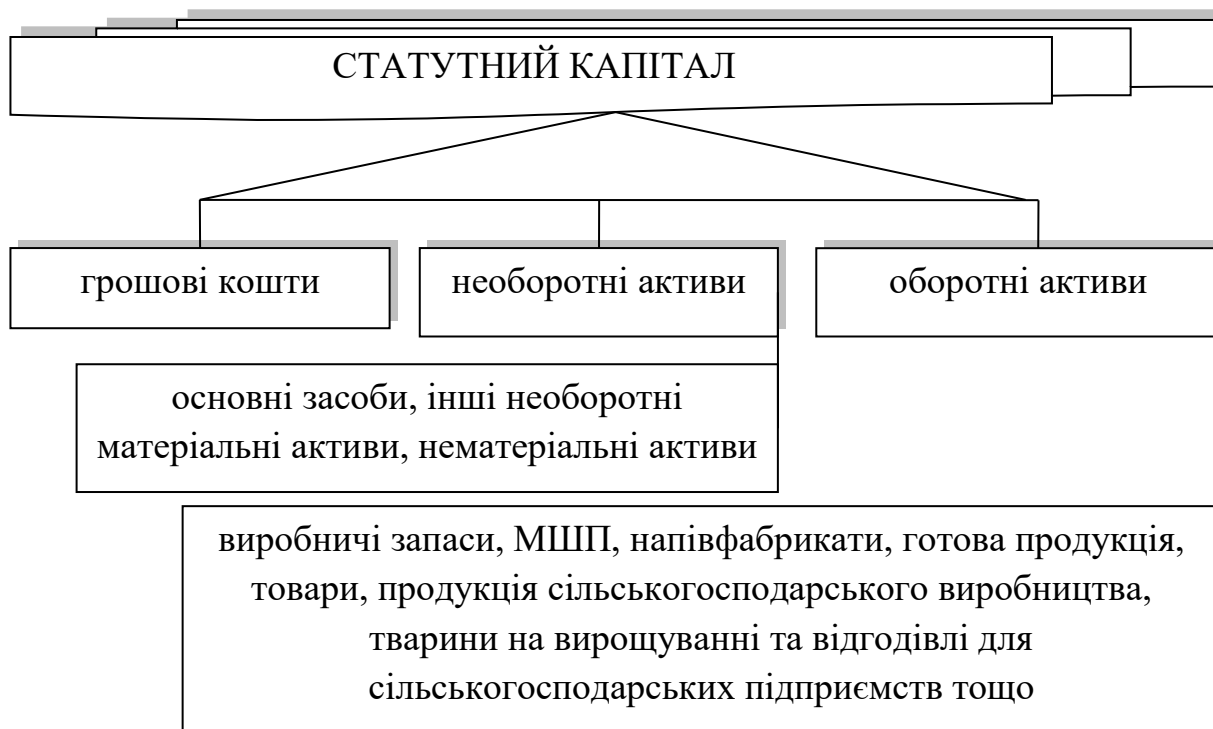 СТАТУТНИЙ КАПІТАЛ
грошові кошти
необоротні активи
оборотні активи
основні засоби, інші необоротні
матеріальні активи, нематеріальні активи
виробничі запаси, МШП, напівфабрикати, готова продукція,
товари, продукція сільськогосподарського виробництва,
тварини на вирощуванні та відгодівлі для
сільськогосподарських підприємств тощо